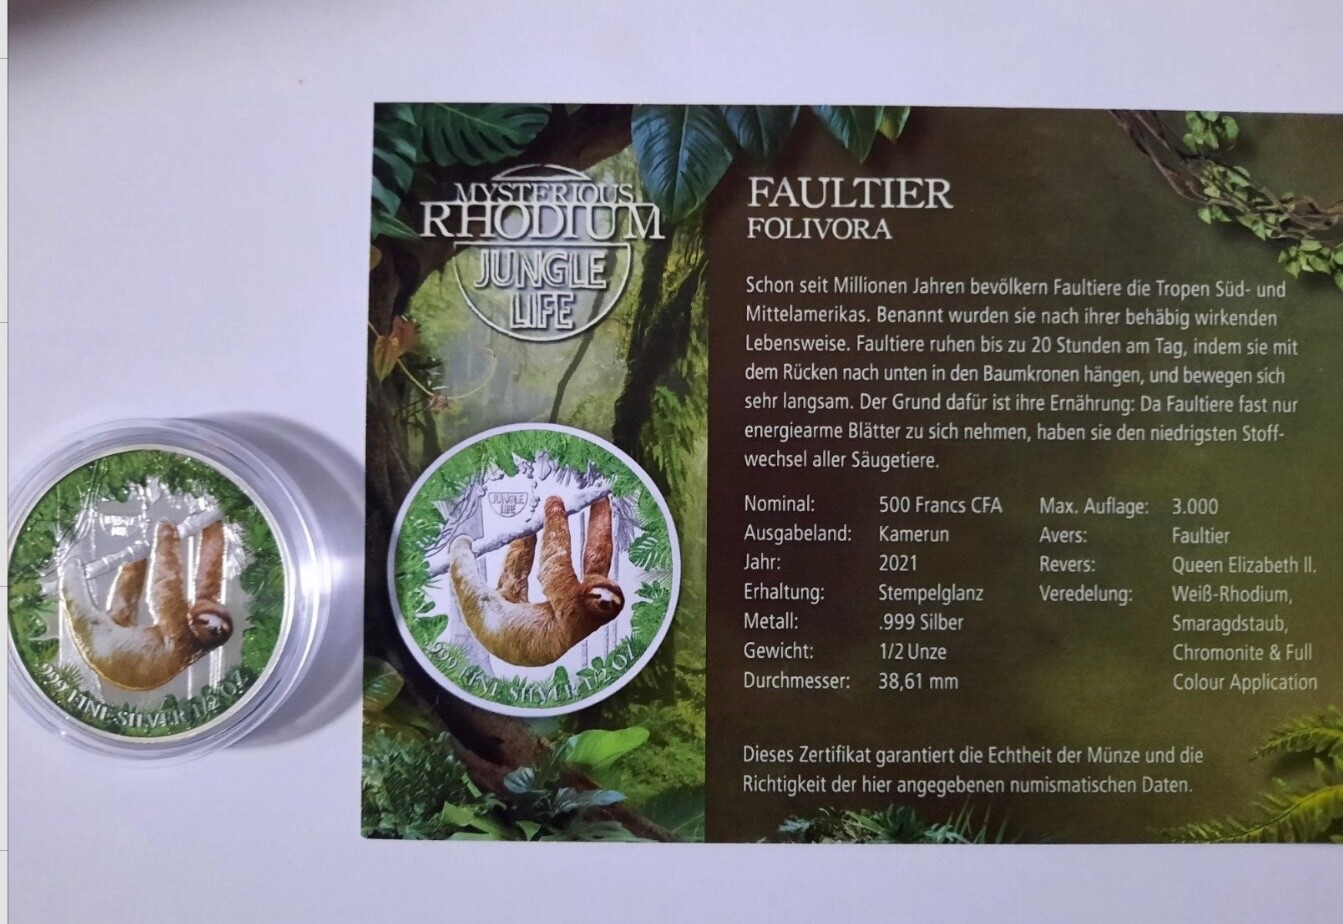 MYSTERIOUS
RHODIUM
JUNGLE
LIFE
FAULTIER
FOLIVORA
Schon seit Millionen Jahren bevölkern Faultiere die Tropen Süd- und
Mittelamerikas. Benannt wurden sie nach ihrer behäbig wirkenden
Lebensweise. Faultiere ruhen bis zu 20 Stunden am Tag, indem sie mit
dem Rücken nach unten in den Baumkronen hängen, und bewegen sich
sehr langsam. Der Grund dafür ist ihre Ernährung: Da Faultiere fast nur
energiearme Blätter zu sich nehmen, haben sie den niedrigsten Stoff-
wechsel aller Säugetiere.
Nominal: 500 Francs CFA Max. Auflage: 3.000
Ausgabeland: Kamerun Avers: Faultier
Jahr: 2021 Revers: Queen Elizabeth II.
Erhaltung: Stempelglanz Veredelung: Weiß-Rhodium,
Metall: .999 Silber Smaragdstaub,
Gewicht: 1/2 Unze Chromonite & Full
Durchmesser: 38,61 mm Colour Application
Dieses Zertifikat garantiert die Echtheit der Münze und die
Richtigkeit der hier angegebenen numismatischen Daten.
JUNGLE
LIFE
999 FINE SILVER 1/2 OZ
999 FINE SILVER 1/2 OZ